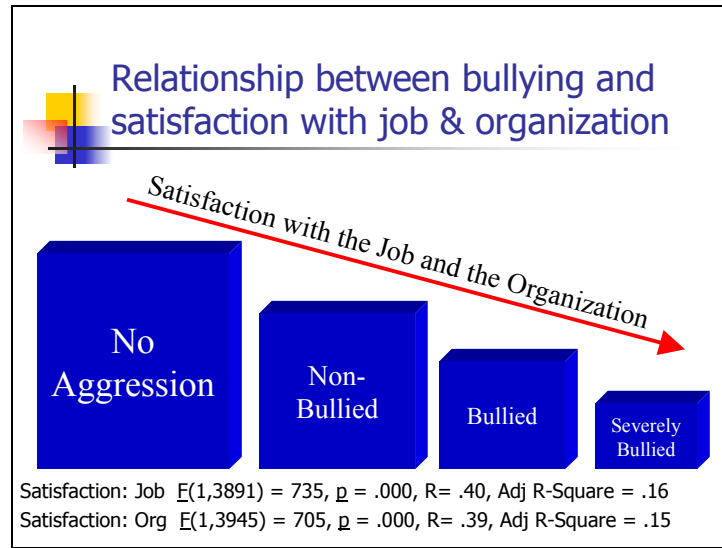 Relationship between bullying and
satisfaction with job & organization
Satisfaction with the Job and the Organization
No
Aggression
Non-
Bullied
Bullied
Severely
Bullied
Satisfaction: Job F(1,3891) = 735, p = .000, R= .40, Adj R-Square = .16
Satisfaction: Org F(1,3945) = 705, p = .000, R= .39, Adj R-Square = .15